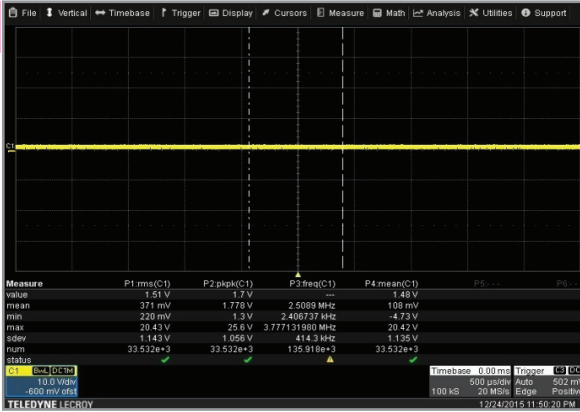 File Vertical Timebase Trigger Display Cursors Measure Math Analysis Utilities Support
C1
Measure P1:rms(C1) P2:pkpk(C1) P3:freq(C1) P4:mean(C1) P5:- - - P6:-
value 1.51 V 1.7 V --- 1.48 V
mean 371 mV 1.778 V 2.5089 MHz 108 mV
min 220 mV 1.3 V 2.406737 kHz -4.73 V
max 20.43 V 25.6 V 3.777131980 MHz 20.42 V
sdev 1.143 V 1.056 V 414.3 kHz 1.135 V
num 33.532e+3 33.532e+3 135.918e+3 33.532e+3
status
C1 BwL DC1M Timebase 0.00 ms Trigger C3 DC
10.0 V/div 500 µs/div Auto 502 m
-600 mV ofst 100 kS 20 MS/s Edge Positiv
TELEDYNE LECROY 12/24/2015 11:50:20 PM